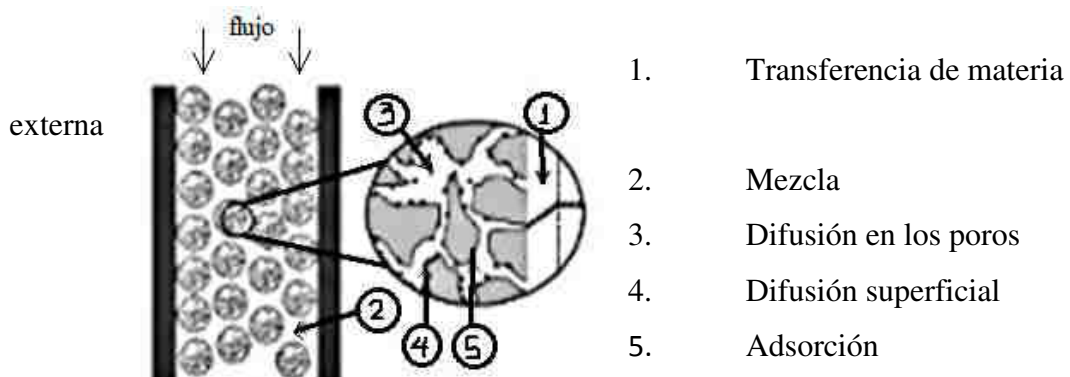 flujo
1. Transferencia de materia
externa
3 1
2. Mezcla
3. Difusión en los poros
4. Difusión superficial
2
4 5
5. Adsorción